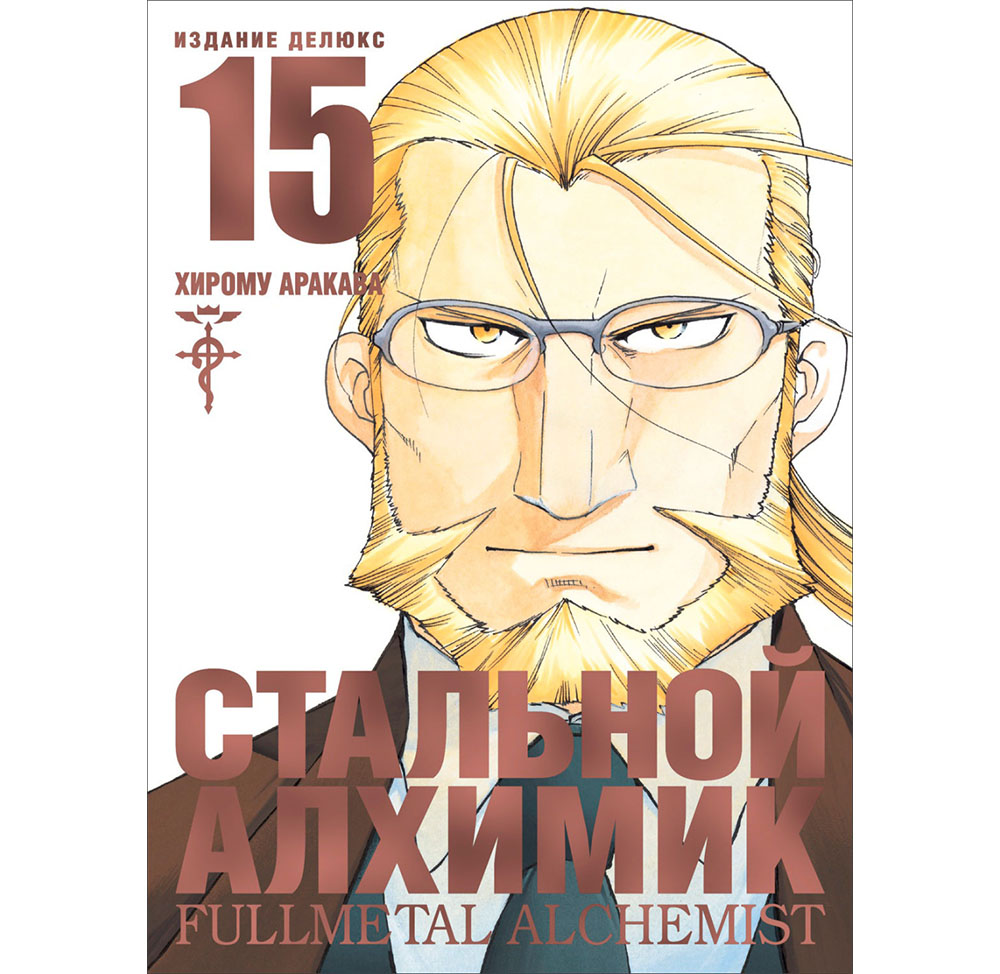 ИЗДАНИЕ ДЕЛЮКС
15
ХИРОМУ АРАКАВА
СТАЛЬНОЙ
АЛХИМИК
FULLMETAL ALCHEMIST